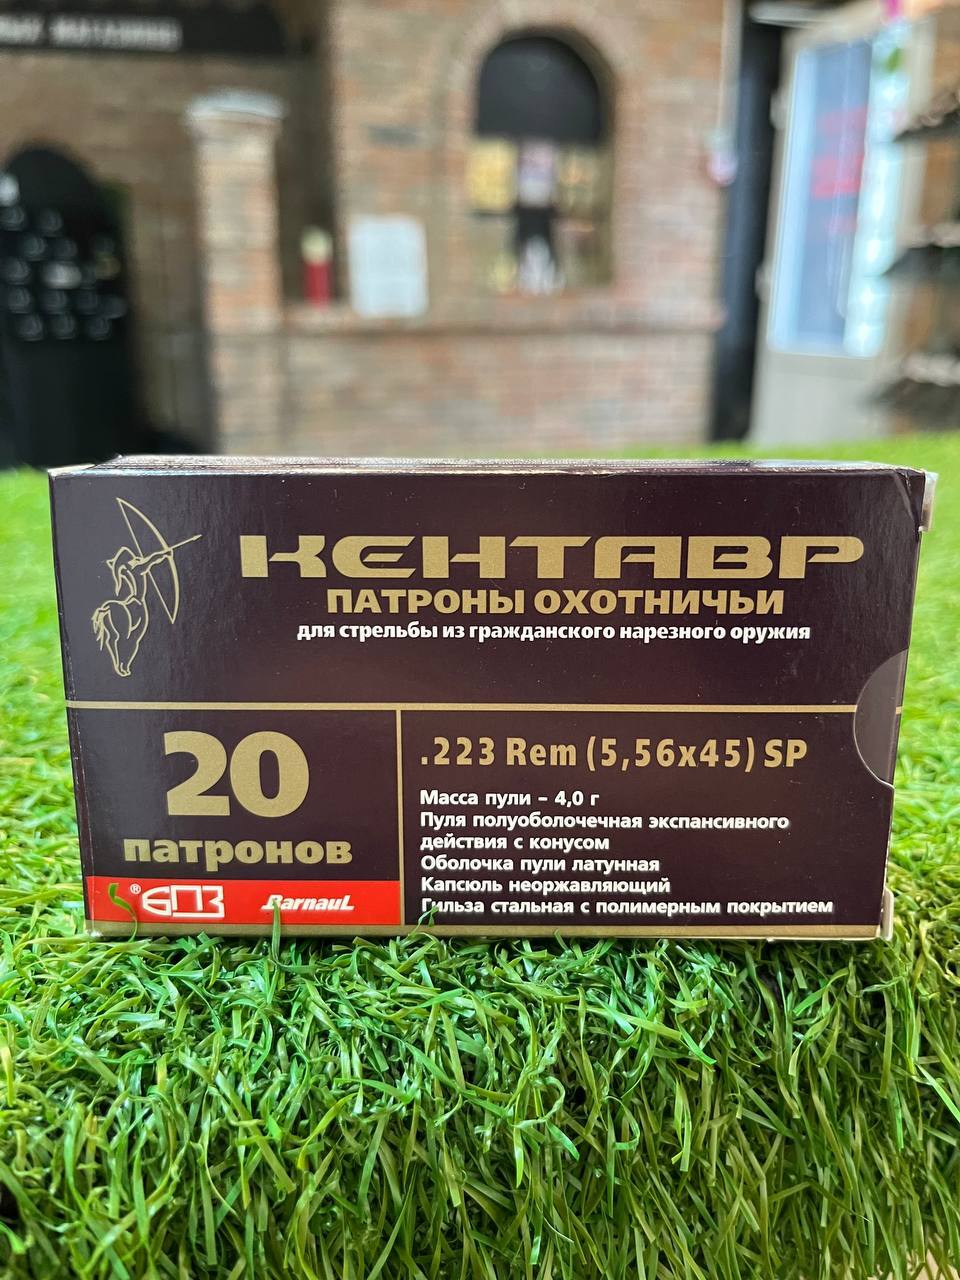 КЕНТАВР
ПАТРОНЫ ОХОТНИЧЬИ
для стрельбы из гражданского нарезного оружия
20
патронов
® БПЗ
BarnauL
.223 Rem (5,56х45) SP
Масса пули – 4,0 г
Пуля полуоболочечная экспансивного
действия с конусом
Оболочка пули латунная
Капсюль неоржавляющий
Гильза стальная с полимерным покрытием